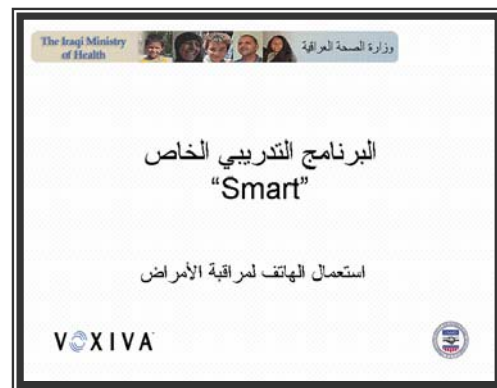 The Iraqi Ministry
of Health
وزارة الصحة العراقية
البرنامج التدريبي الخاص
“Smart”
استعمال الهاتف لمراقبة الأمراض
VOXIVA